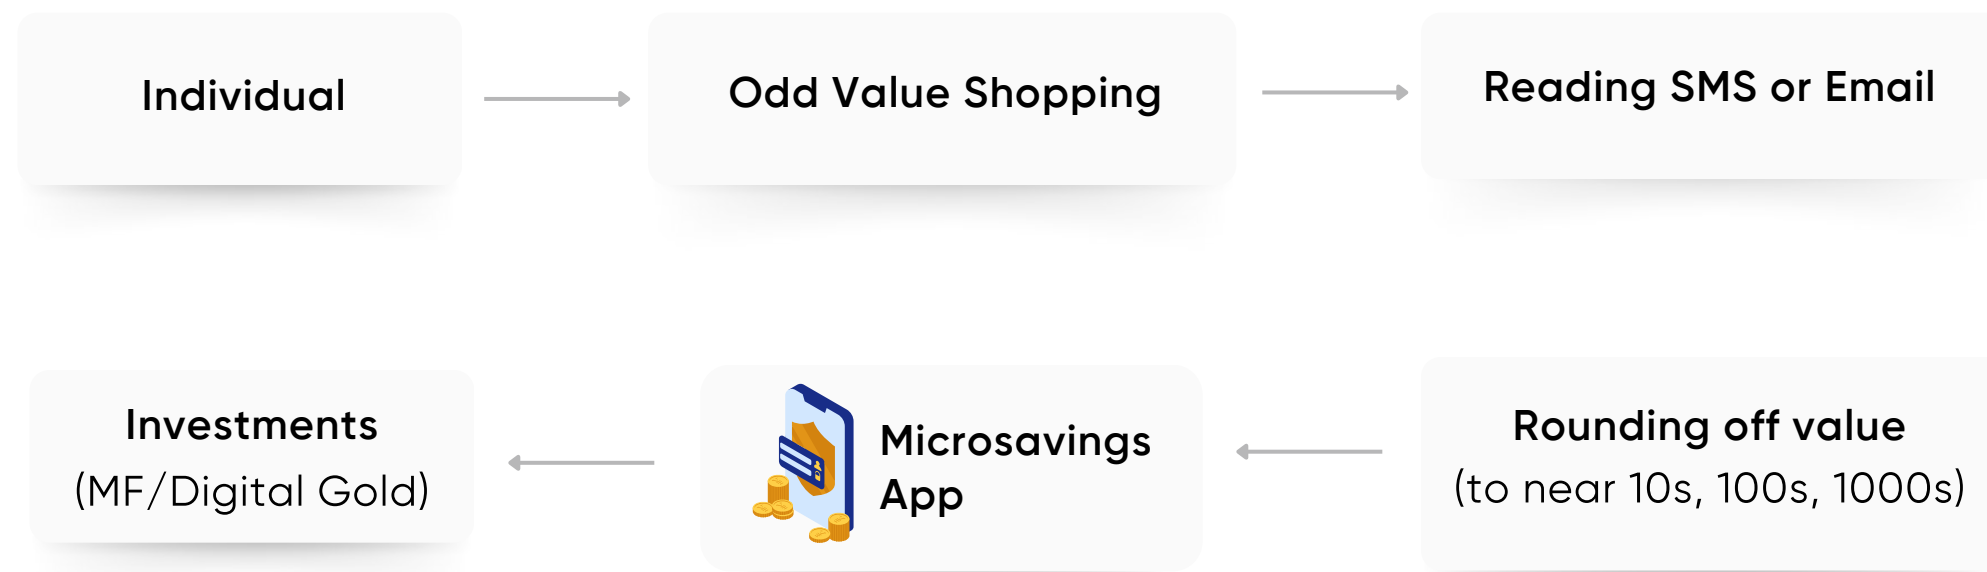 Individual
Odd Value Shopping
Reading SMS or Email
Investments
(MF/Digital Gold)
Microsavings
App
Rounding off value
(to near 10s, 100s, 1000s)